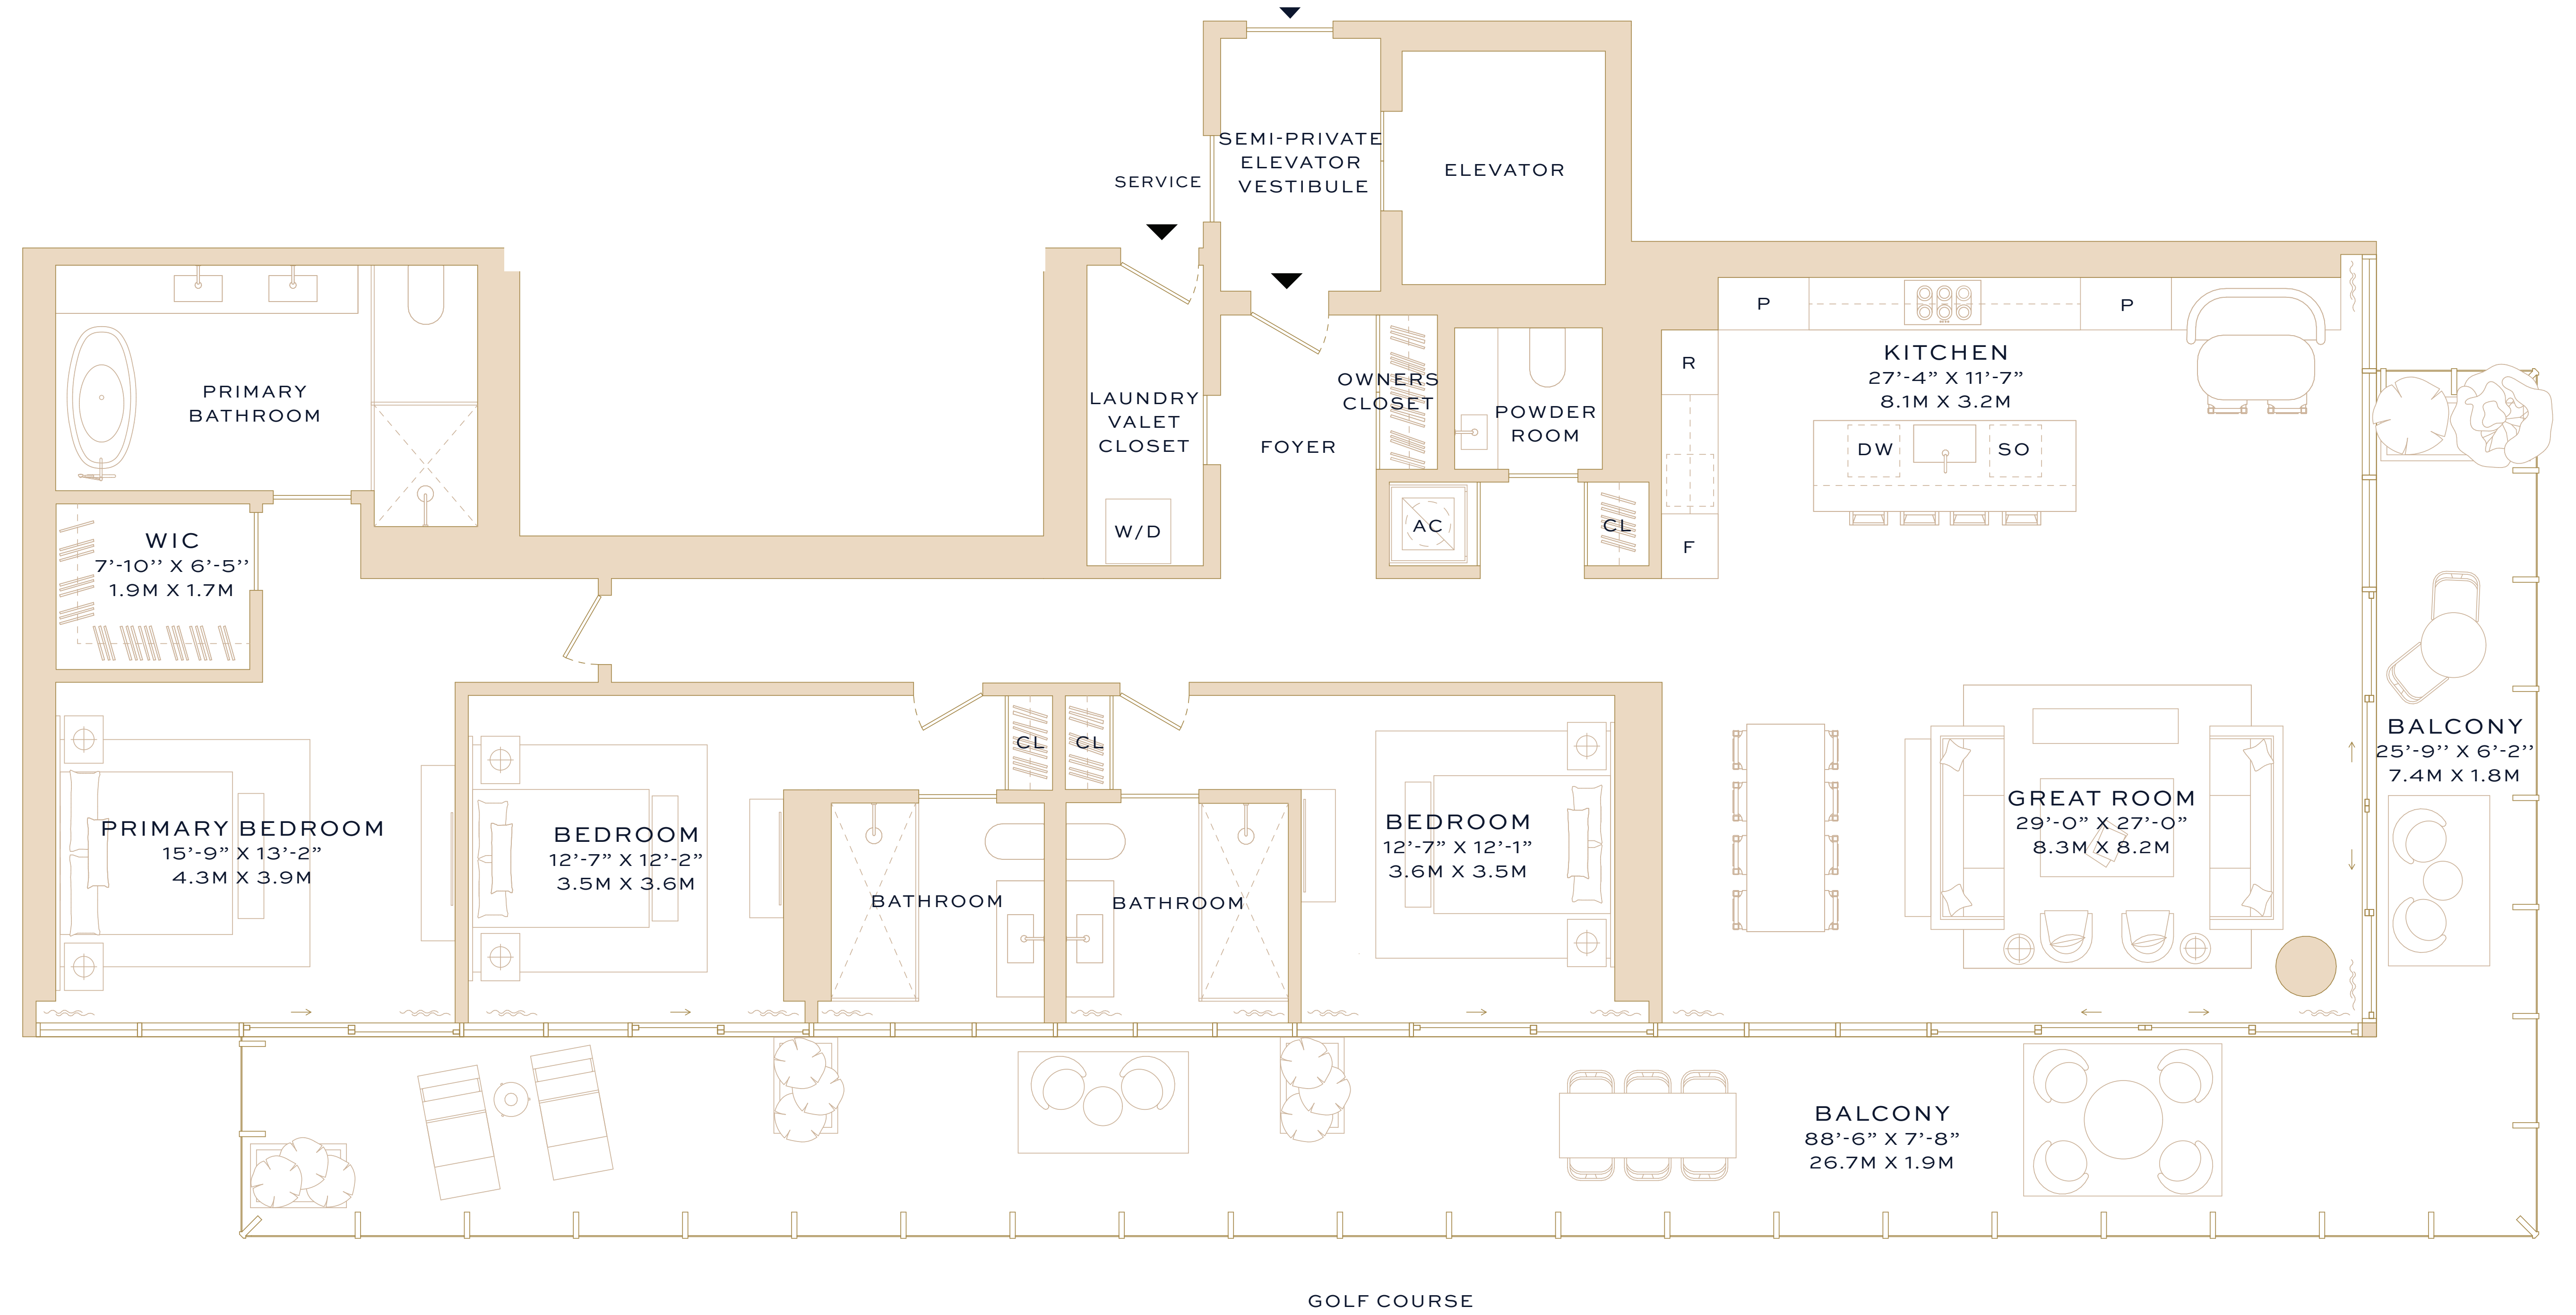 SEMI-PRIVATE
ELEVATOR
VESTIBULE
ELEVATOR
SERVICE
P
P
R
KITCHEN
27'-4” X 11'-7”
8.1M X 3.2M
DW
SO
F
PRIMARY
BATHROOM
LAUNDRY
VALET
CLOSET
W/D
FOYER
OWNERS
CLOSET
POWDER
ROOM
AC
CL
WIC
7'-10'' X 6'-5''
1.9M X 1.7M
CL
CL
PRIMARY BEDROOM
15'-9” X 13'-2”
4.3M X 3.9M
BEDROOM
12'-7” X 12'-2”
3.5M X 3.6M
BATHROOM
BATHROOM
BEDROOM
12'-7” X 12'-1”
3.6M X 3.5M
GREAT ROOM
29'-0” X 27'-0”
8.3M X 8.2M
BALCONY
25'-9'' X 6'-2''
7.4M X 1.8M
BALCONY
88'-6” X 7'-8”
26.7M X 1.9M
GOLF COURSE